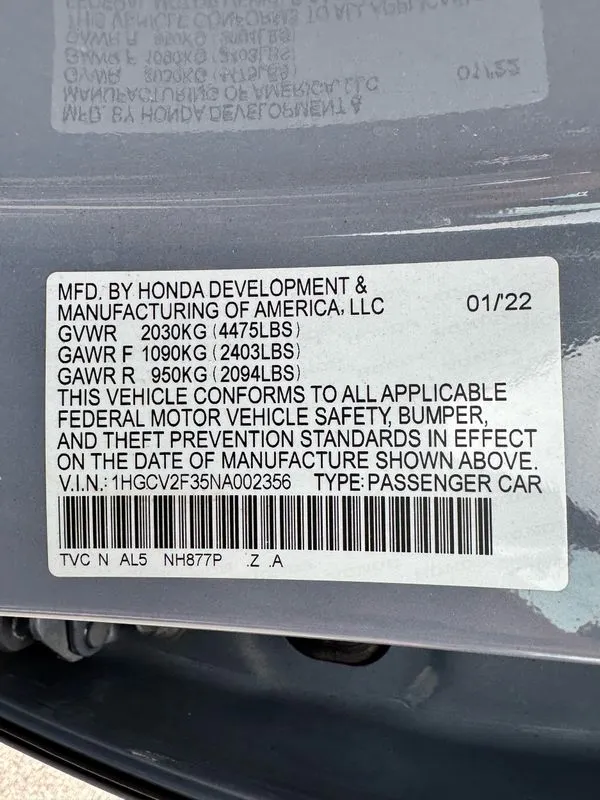 MFD. BY HONDA DEVELOPMENT &
MANUFACTURING OF AMERICA, LLC 01/'22
GVWR 2030KG (4475LBS)
GAWR F 1090KG (2403LBS)
GAWR R 950KG (2094LBS)
THIS VEHICLE CONFORMS TO ALL APPLICABLE
FEDERAL MOTOR VEHICLE SAFETY, BUMPER,
AND THEFT PREVENTION STANDARDS IN EFFECT
ON THE DATE OF MANUFACTURE SHOWN ABOVE.
V.I.N.: 1HGCV2F35NA002356 TYPE: PASSENGER CAR
TVC N AL5 NH877P .Z .A